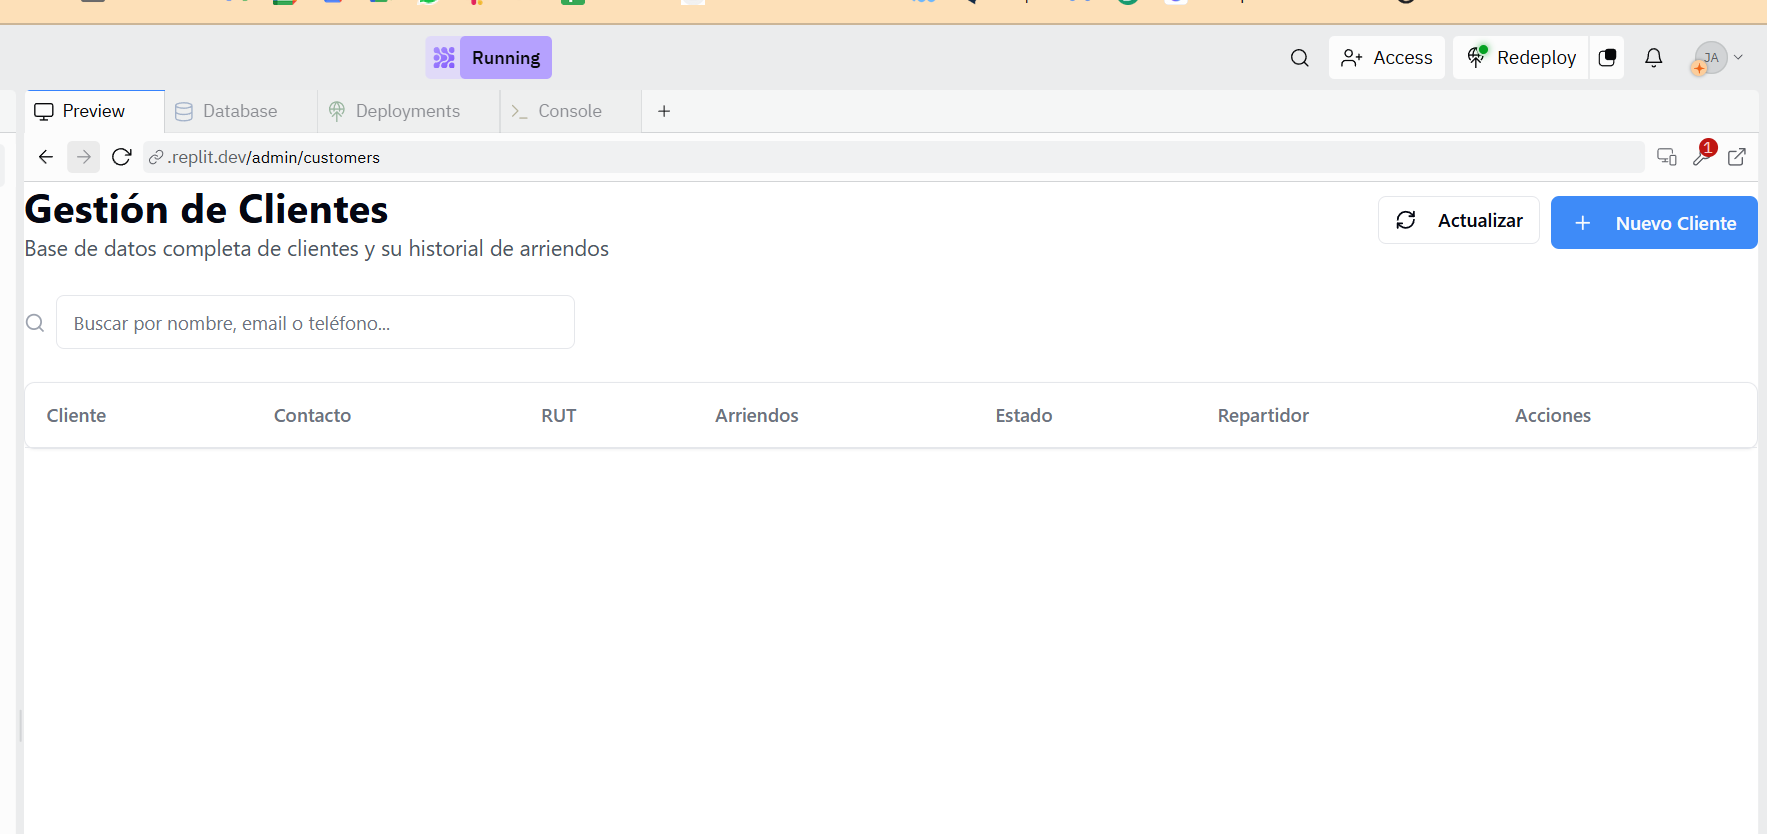 Running
Access
Redeploy
JA
Preview
Database
Deployments
Console
.replit.dev/admin/customers
1
Gestión de Clientes
Actualizar
Nuevo Cliente
Base de datos completa de clientes y su historial de arriendos
Buscar por nombre, email o teléfono...
Cliente Contacto RUT Arriendos Estado Repartidor Acciones